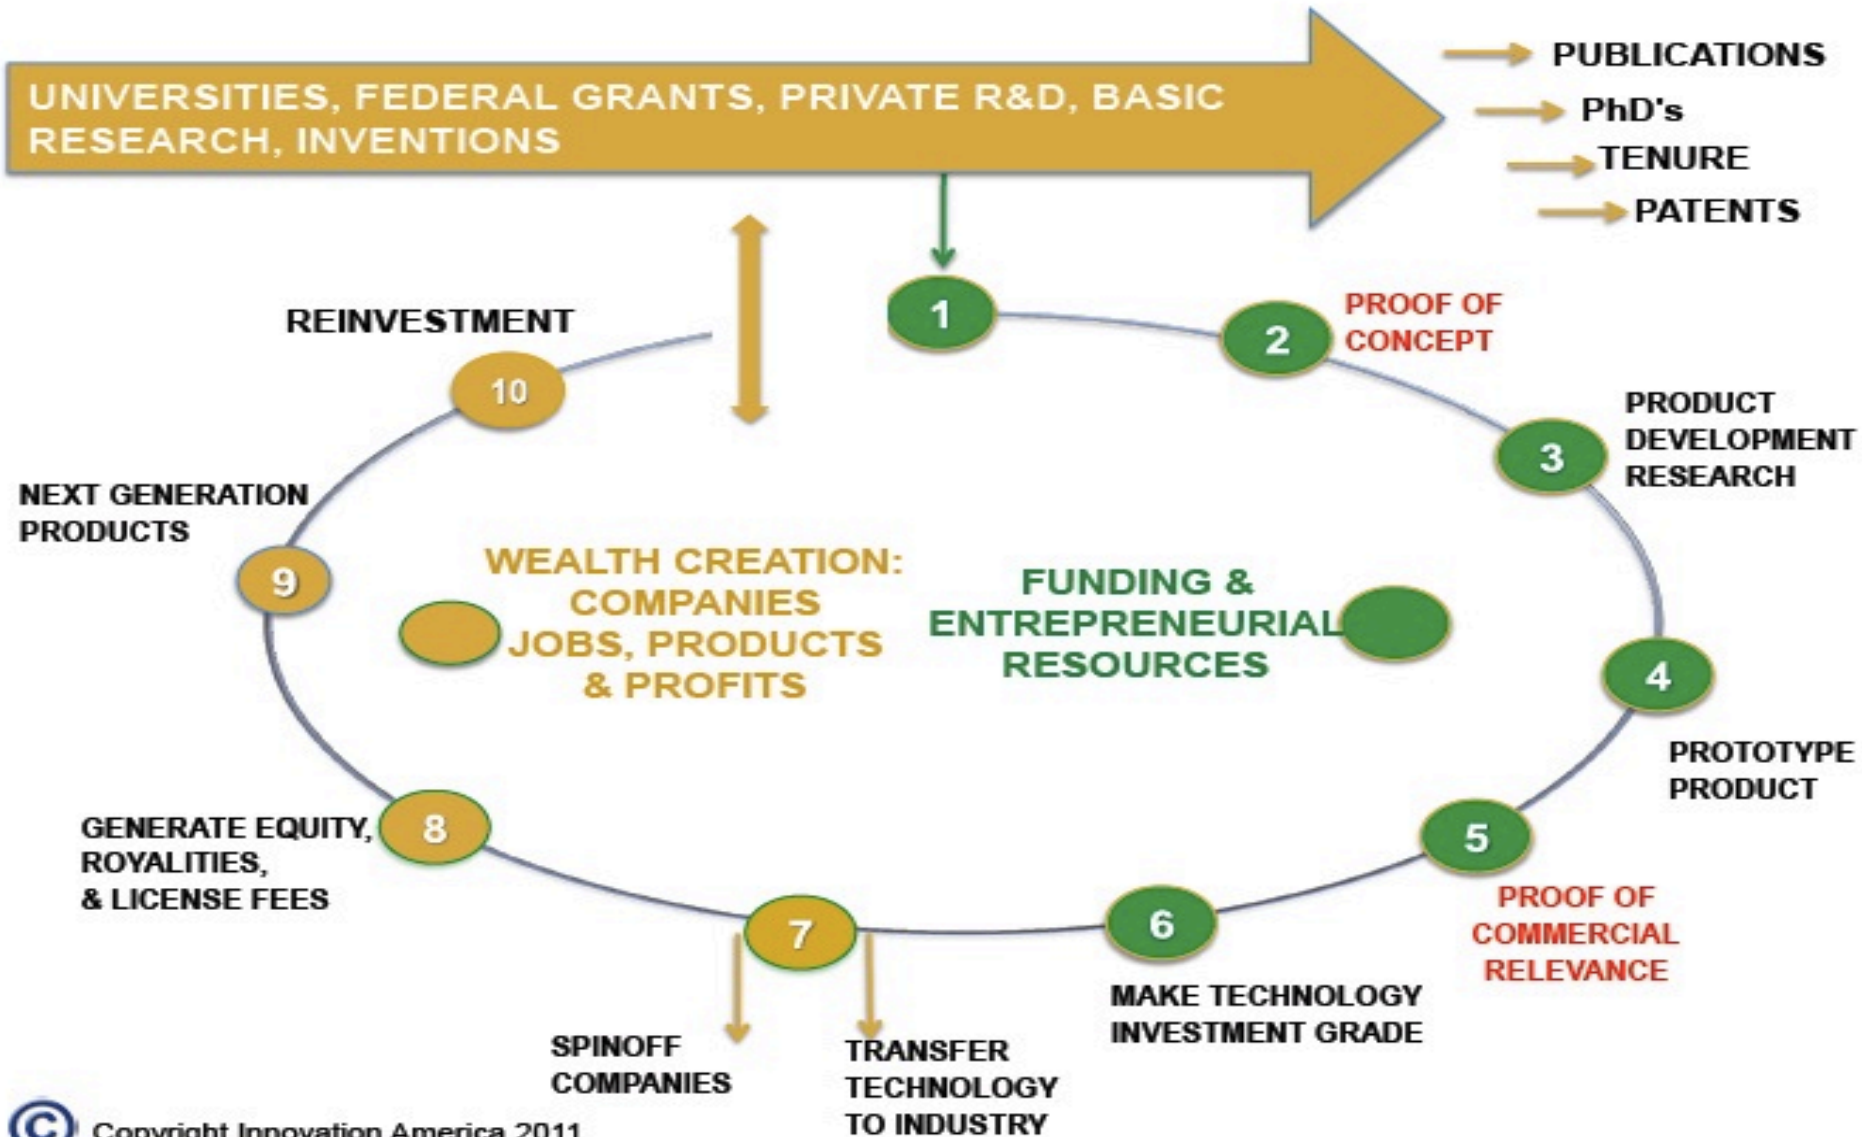 UNIVERSITIES, FEDERAL GRANTS, PRIVATE R&D, BASIC
RESEARCH, INVENTIONS
PUBLICATIONS
PhD's
TENURE
PATENTS
1
2
PROOF OF
CONCEPT
3
PRODUCT
DEVELOPMENT
RESEARCH
4
PROTOTYPE
PRODUCT
5
PROOF OF
COMMERCIAL
RELEVANCE
6
MAKE TECHNOLOGY
INVESTMENT GRADE
7
SPINOFF
COMPANIES
TRANSFER
TECHNOLOGY
TO INDUSTRY
8
GENERATE EQUITY,
ROYALITIES,
& LICENSE FEES
9
NEXT GENERATION
PRODUCTS
10
REINVESTMENT
WEALTH CREATION:
COMPANIES
JOBS, PRODUCTS
& PROFITS
FUNDING &
ENTREPRENEURIAL
RESOURCES
© Copyright Innovation America 2011